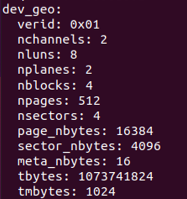 dev_geo:
verid: 0x01
nchannels: 2
nluns: 8
nplanes: 2
nblocks: 4
npages: 512
nsectors: 4
page_nbytes: 16384
sector_nbytes: 4096
meta_nbytes: 16
tbytes: 1073741824
tmbytes: 1024